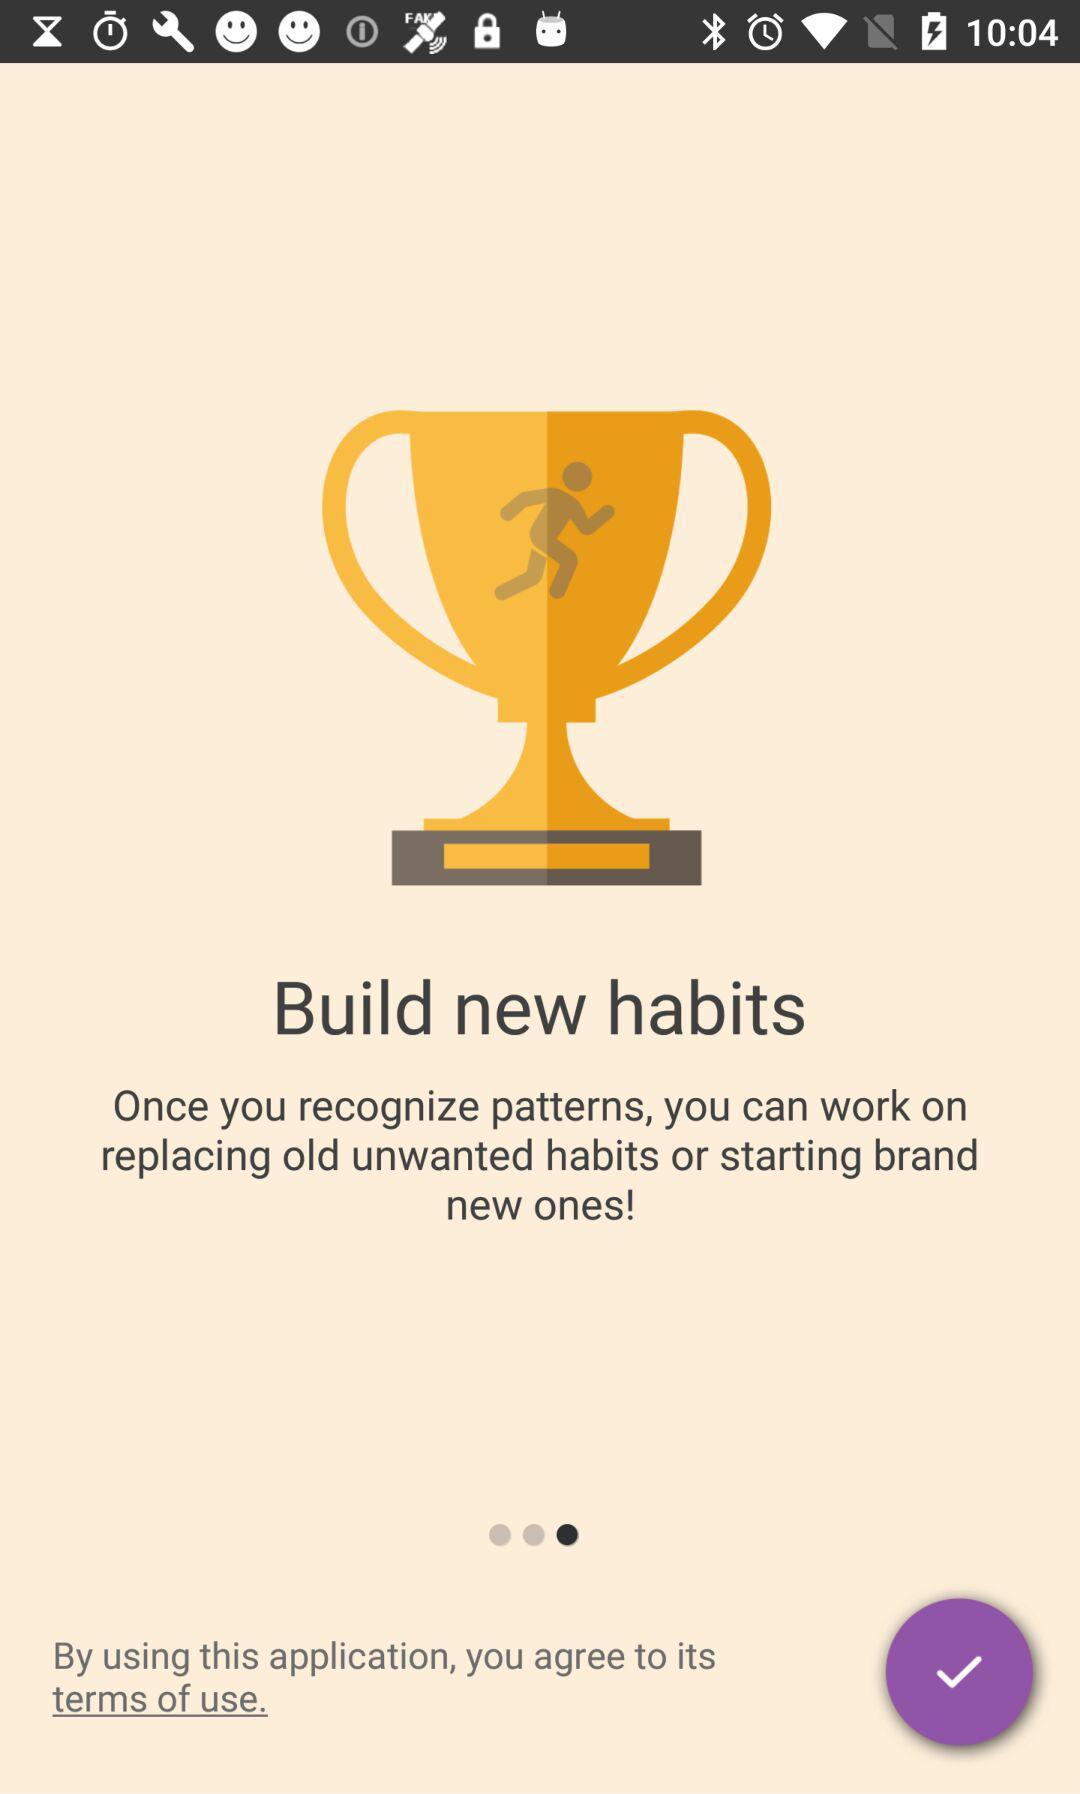 FAKE
10:04
Build new habits
Once you recognize patterns, you can work on
replacing old unwanted habits or starting brand
new ones!
By using this application, you agree to its
terms of use.